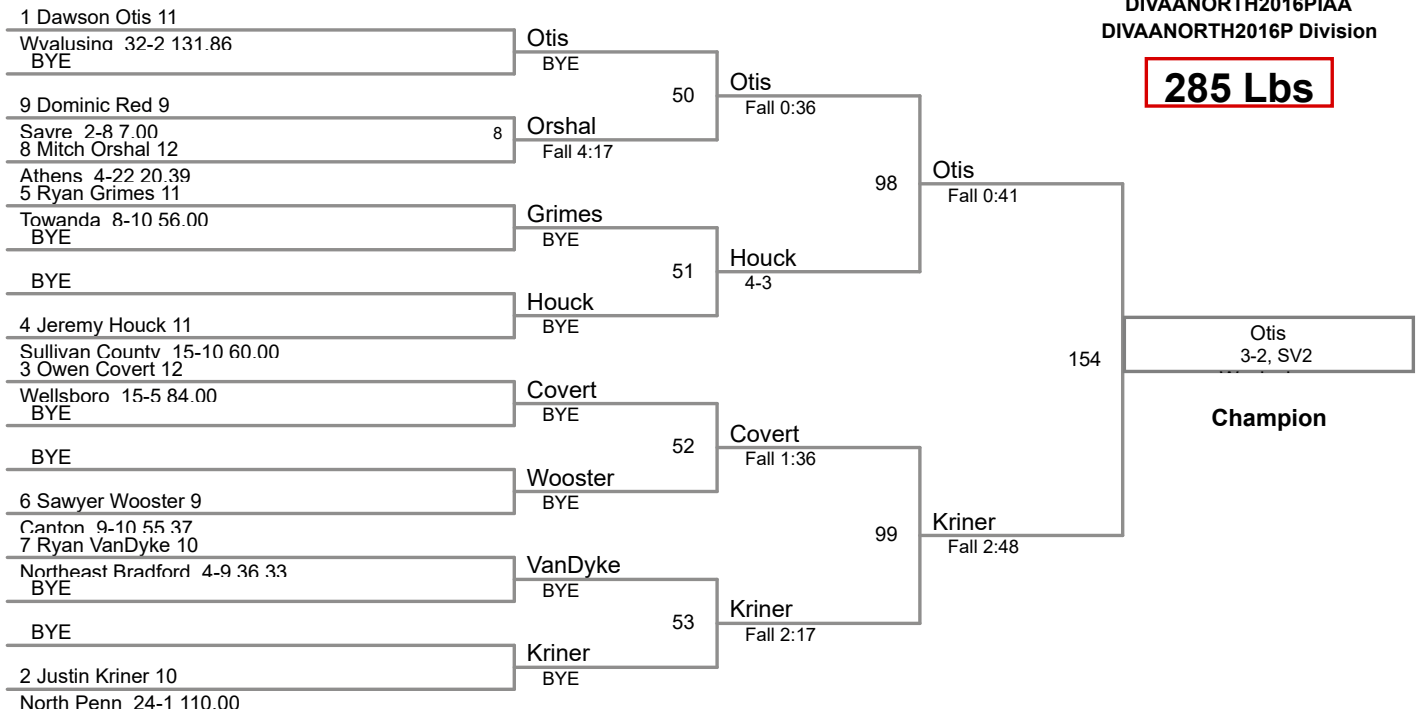 DIVAANORTH2016PIAA
DIVAANORTH2016P Division
285 Lbs
1 Dawson Otis 11
Wyalusing 32-2 131.86
BYE
9 Dominic Red 9
Sayre 2-8 7.00
8 Mitch Orshal 12
Athens 4-22 20.39
5 Ryan Grimes 11
Towanda 8-10 56.00
BYE
BYE
4 Jeremy Houck 11
Sullivan County 15-10 60.00
3 Owen Covert 12
Wellsboro 15-5 84.00
BYE
BYE
6 Sawyer Wooster 9
Canton 9-10 55.37
7 Ryan VanDyke 10
Northeast Bradford 4-9 36.33
BYE
BYE
2 Justin Kriner 10
North Penn 24-1 110.00
Otis
BYE
8
Orshal
Fall 4:17
Grimes
BYE
Houck
BYE
Covert
BYE
Wooster
BYE
VanDyke
BYE
Kriner
BYE
50
Otis
Fall 0:36
51
Houck
4-3
52
Covert
Fall 1:36
53
Kriner
Fall 2:17
98
Otis
Fall 0:41
99
Kriner
Fall 2:48
154
Otis
3-2, SV2
Champion